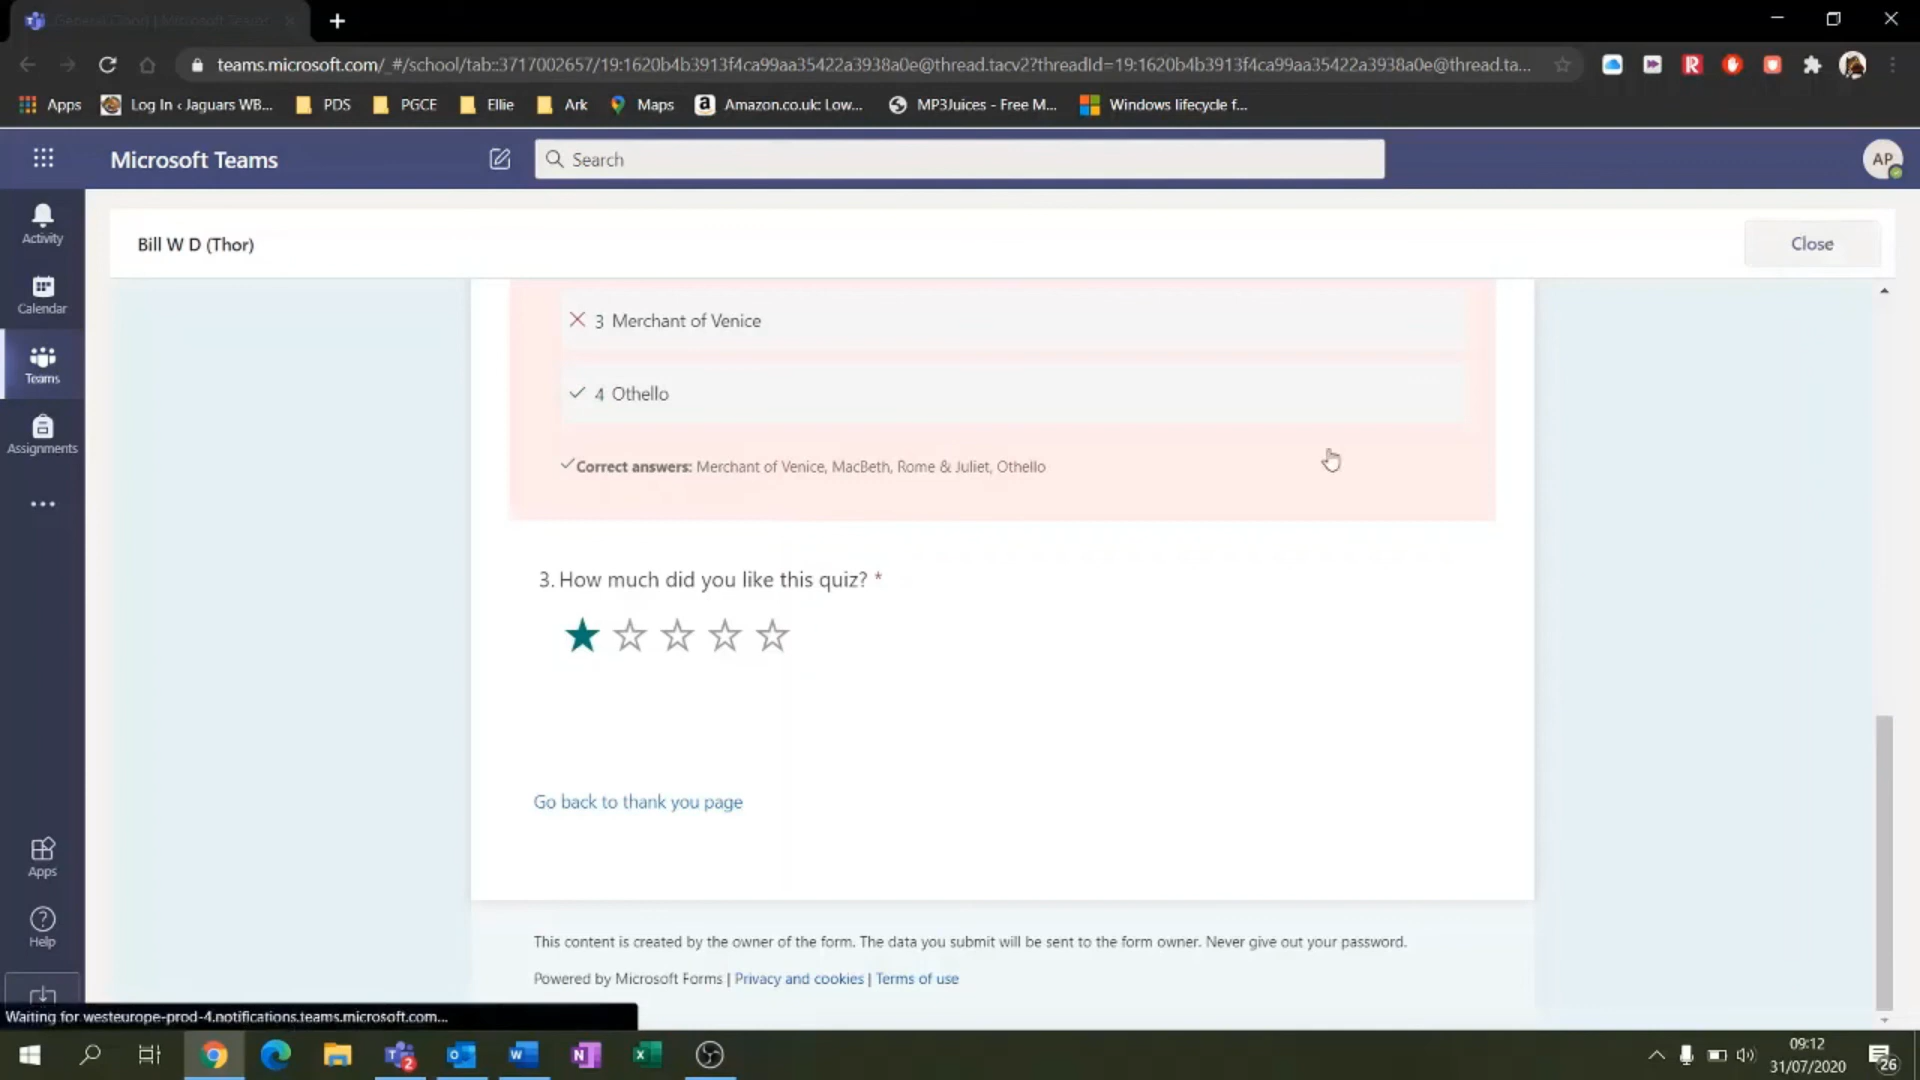 General (Thor) | Microsoft Teams
teams.microsoft.com/_#/school/tab::3717002657/19:1620b4b3913f4ca99aa35422a3938a0e@thread.tacv2?threadId=19:1620b4b3913f4ca99aa35422a3938a0e@thread.ta...
Apps
Log In ‹ Jaguars WB...
PDS
PGCE
Ellie
Ark
Maps
Amazon.co.uk: Low...
MP3Juices - Free M...
Windows lifecycle f...
Microsoft Teams
Search
AP
Activity
Calendar
Teams
Assignments
Apps
Help
Bill W D (Thor)
Close
3 Merchant of Venice
4 Othello
Correct answers: Merchant of Venice, MacBeth, Rome & Juliet, Othello
3. How much did you like this quiz? *
Go back to thank you page
This content is created by the owner of the form. The data you submit will be sent to the form owner. Never give out your password.
Powered by Microsoft Forms | Privacy and cookies | Terms of use
Waiting for westeurope-prod-4.notifications.teams.microsoft.com...
09:12
31/07/2020
26